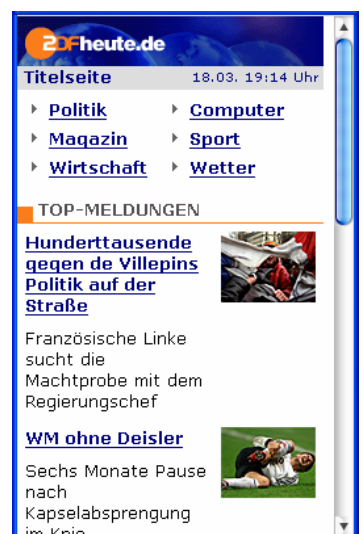 ZDFheute.de
Titelseite 18.03. 19:14 Uhr
Politik Computer
Magazin Sport
Wirtschaft Wetter
TOP-MELDUNGEN
Hunderttausende
gegen de Villepins
Politik auf der
Straße
Französische Linke
sucht die
Machtprobe mit dem
Regierungschef
WM ohne Deisler
Sechs Monate Pause
nach
Kapselabsprengung
im Knie